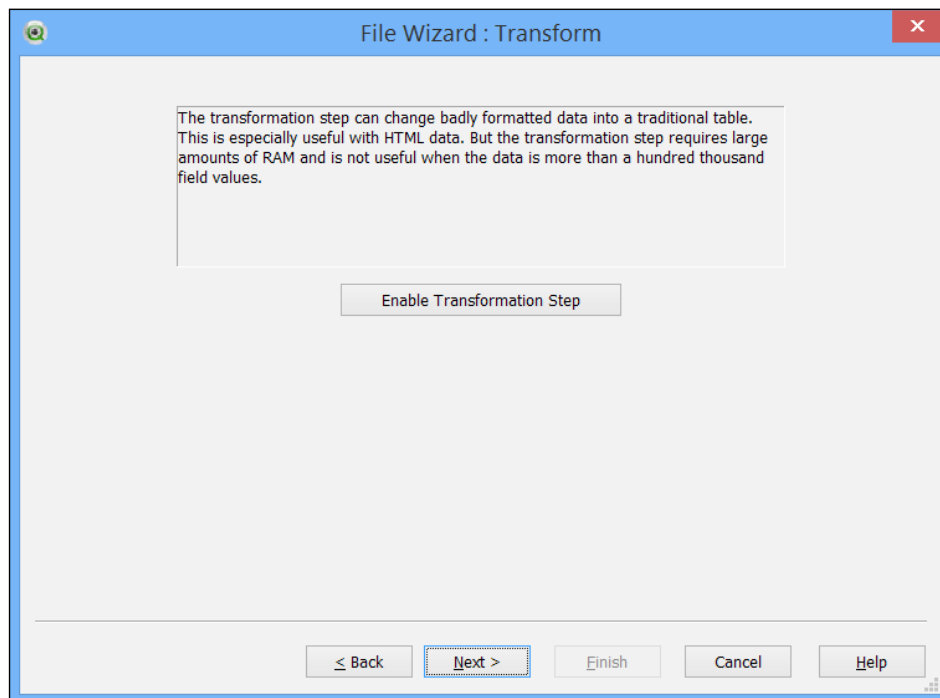 File Wizard : Transform
The transformation step can change badly formatted data into a traditional table.
This is especially useful with HTML data. But the transformation step requires large
amounts of RAM and is not useful when the data is more than a hundred thousand
field values.
Enable Transformation Step
< Back
Next >
Finish
Cancel
Help